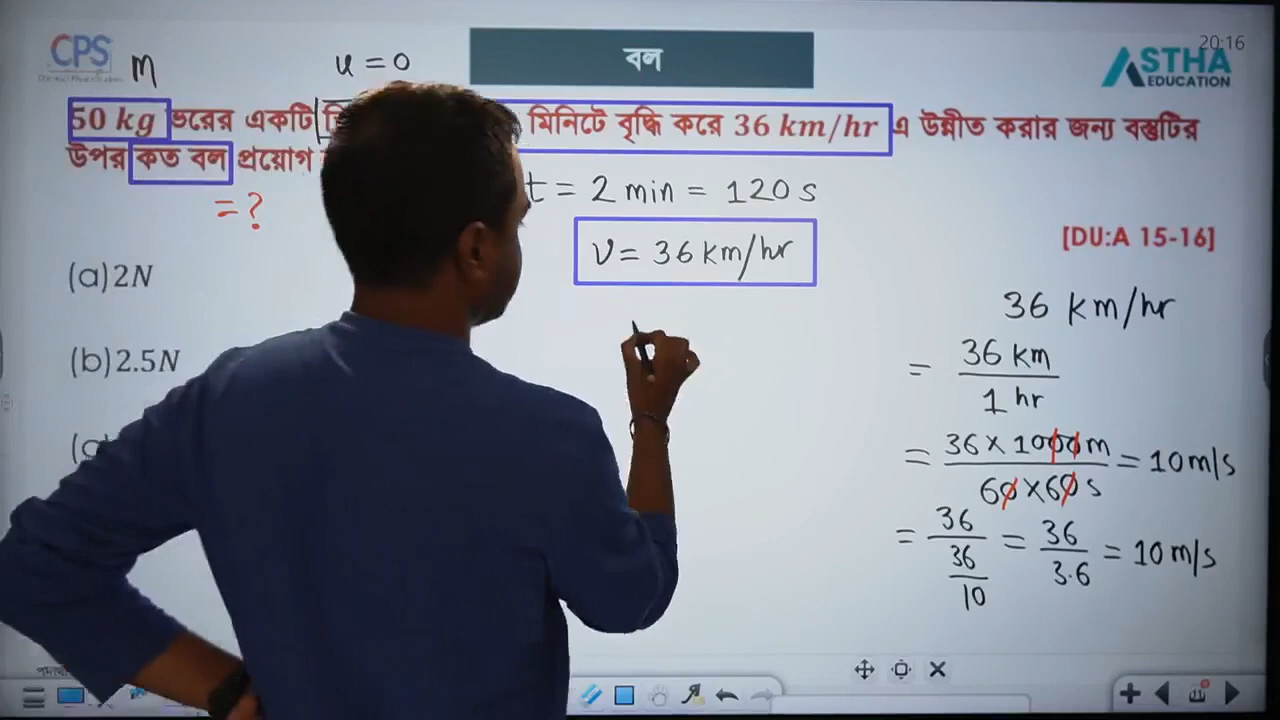 20:16
CPS
বল
ASTHA
EDUCATION
m
u = 0
50 kg ভরের একটি মিনিটে বৃদ্ধি করে 36 km/hr এ উন্নীত করার জন্য বস্তুটির
উপর কত বল প্রয়োগ
= ?
t = 2 min = 120 s
v = 36 km/hr
[DU:A 15-16]
(a) 2N
(b) 2.5N
36 km/hr
= 36 km / 1 hr
= 36 × 1000 m / 60 × 60 s = 10 m/s
= 36 / 36 / 10 = 36 / 3.6 = 10 m/s